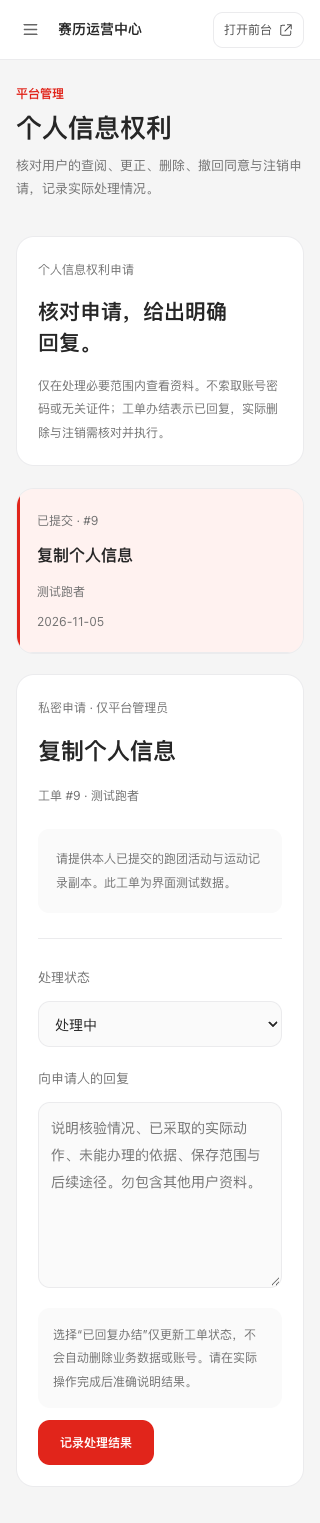 赛历运营中心
打开前台
平台管理
个人信息权利
核对用户的查阅、更正、删除、撤回同意与注销申
请，记录实际处理情况。
个人信息权利申请
核对申请，给出明确
回复。
仅在处理必要范围内查看资料。不索取账号密
码或无关证件；工单办结表示已回复，实际删
除与注销需核对并执行。
已提交 · #9
复制个人信息
测试跑者
2026-11-05
私密申请 · 仅平台管理员
复制个人信息
工单 #9 · 测试跑者
请提供本人已提交的跑团活动与运动记
录副本。此工单为界面测试数据。
处理状态
处理中
向申请人的回复
说明核验情况、已采取的实际动
作、未能办理的依据、保存范围与
后续途径。勿包含其他用户资料。
选择“已回复办结”仅更新工单状态，不
会自动删除业务数据或账号。请在实际
操作完成后准确说明结果。
记录处理结果